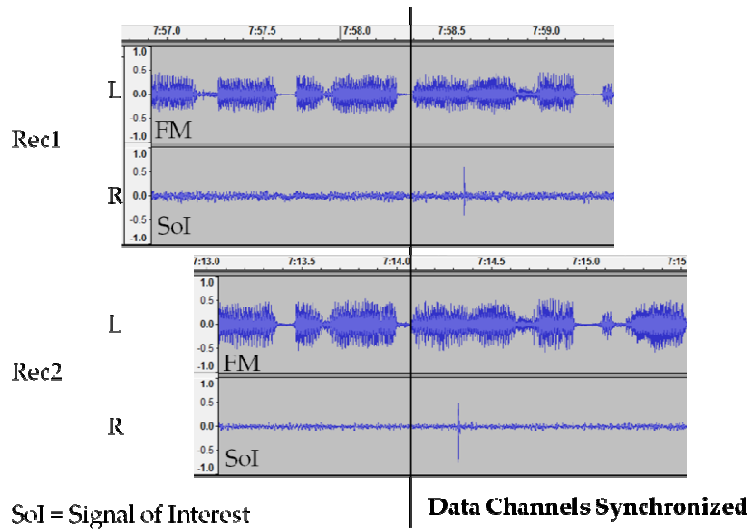 7:57.0 7:57.5 7:58.0 7:58.5 7:59.0
1.0
0.5
L 0.0
-0.5
-1.0 FM
Rec1
1.0
0.5
R 0.0
-0.5
-1.0 SoI
7:13.0 7:13.5 7:14.0 7:14.5 7:15.0 7:15
1.0
0.5
L 0.0
-0.5
-1.0 FM
Rec2
1.0
0.5
R 0.0
-0.5
-1.0 SoI
SoI = Signal of Interest
Data Channels Synchronized